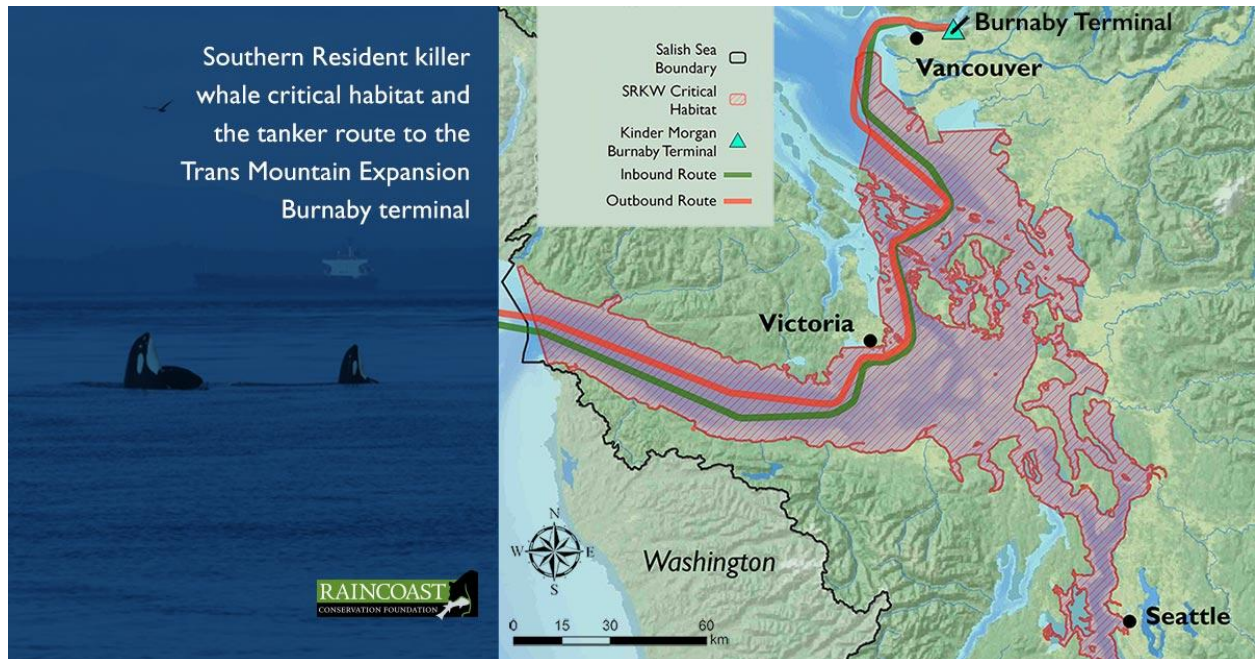 Southern Resident killer
whale critical habitat and
the tanker route to the
Trans Mountain Expansion
Burnaby terminal
RAINCOAST
CONSERVATION FOUNDATION
Salish Sea
Boundary
SRKW Critical
Habitat
Kinder Morgan
Burnaby Terminal
Inbound Route
Outbound Route
Burnaby Terminal
Vancouver
Victoria
Washington
Seattle
N
W E
S
0 15 30 60
km